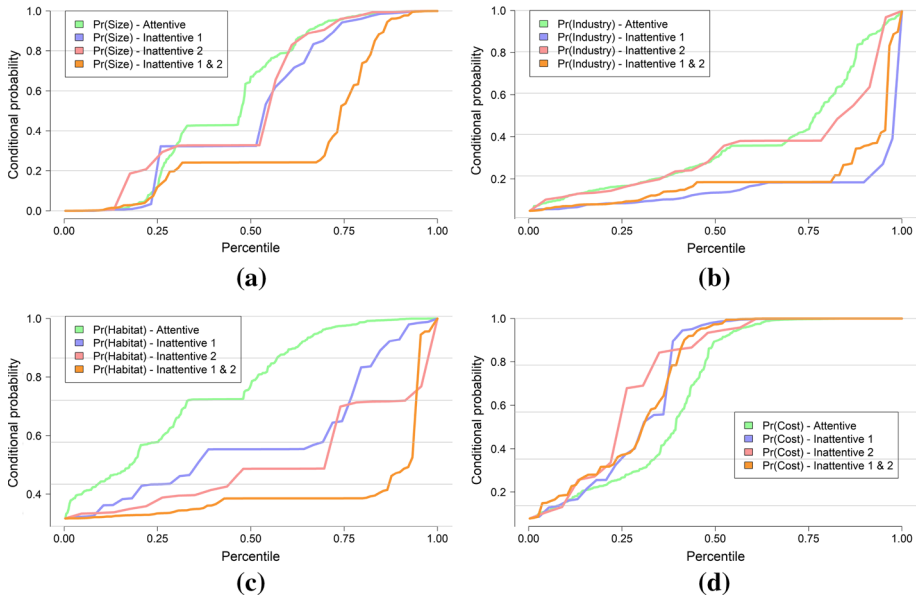 Conditional probability
1.0
0.8
0.6
0.4
0.2
0.0
Pr(Size) - Attentive
Pr(Size) - Inattentive 1
Pr(Size) - Inattentive 2
Pr(Size) - Inattentive 1 & 2
0.00
0.25
0.50
0.75
1.00
Percentile
(a)
Conditional probability
1.0
0.8
0.6
0.4
0.2
Pr(Industry) - Attentive
Pr(Industry) - Inattentive 1
Pr(Industry) - Inattentive 2
Pr(Industry) - Inattentive 1 & 2
0.00
0.25
0.50
0.75
1.00
Percentile
(b)
Conditional probability
1.0
0.8
0.6
0.4
Pr(Habitat) - Attentive
Pr(Habitat) - Inattentive 1
Pr(Habitat) - Inattentive 2
Pr(Habitat) - Inattentive 1 & 2
0.00
0.25
0.50
0.75
1.00
Percentile
(c)
Conditional probability
1.0
0.8
0.6
0.4
0.2
Pr(Cost) - Attentive
Pr(Cost) - Inattentive 1
Pr(Cost) - Inattentive 2
Pr(Cost) - Inattentive 1 & 2
0.00
0.25
0.50
0.75
1.00
Percentile
(d)